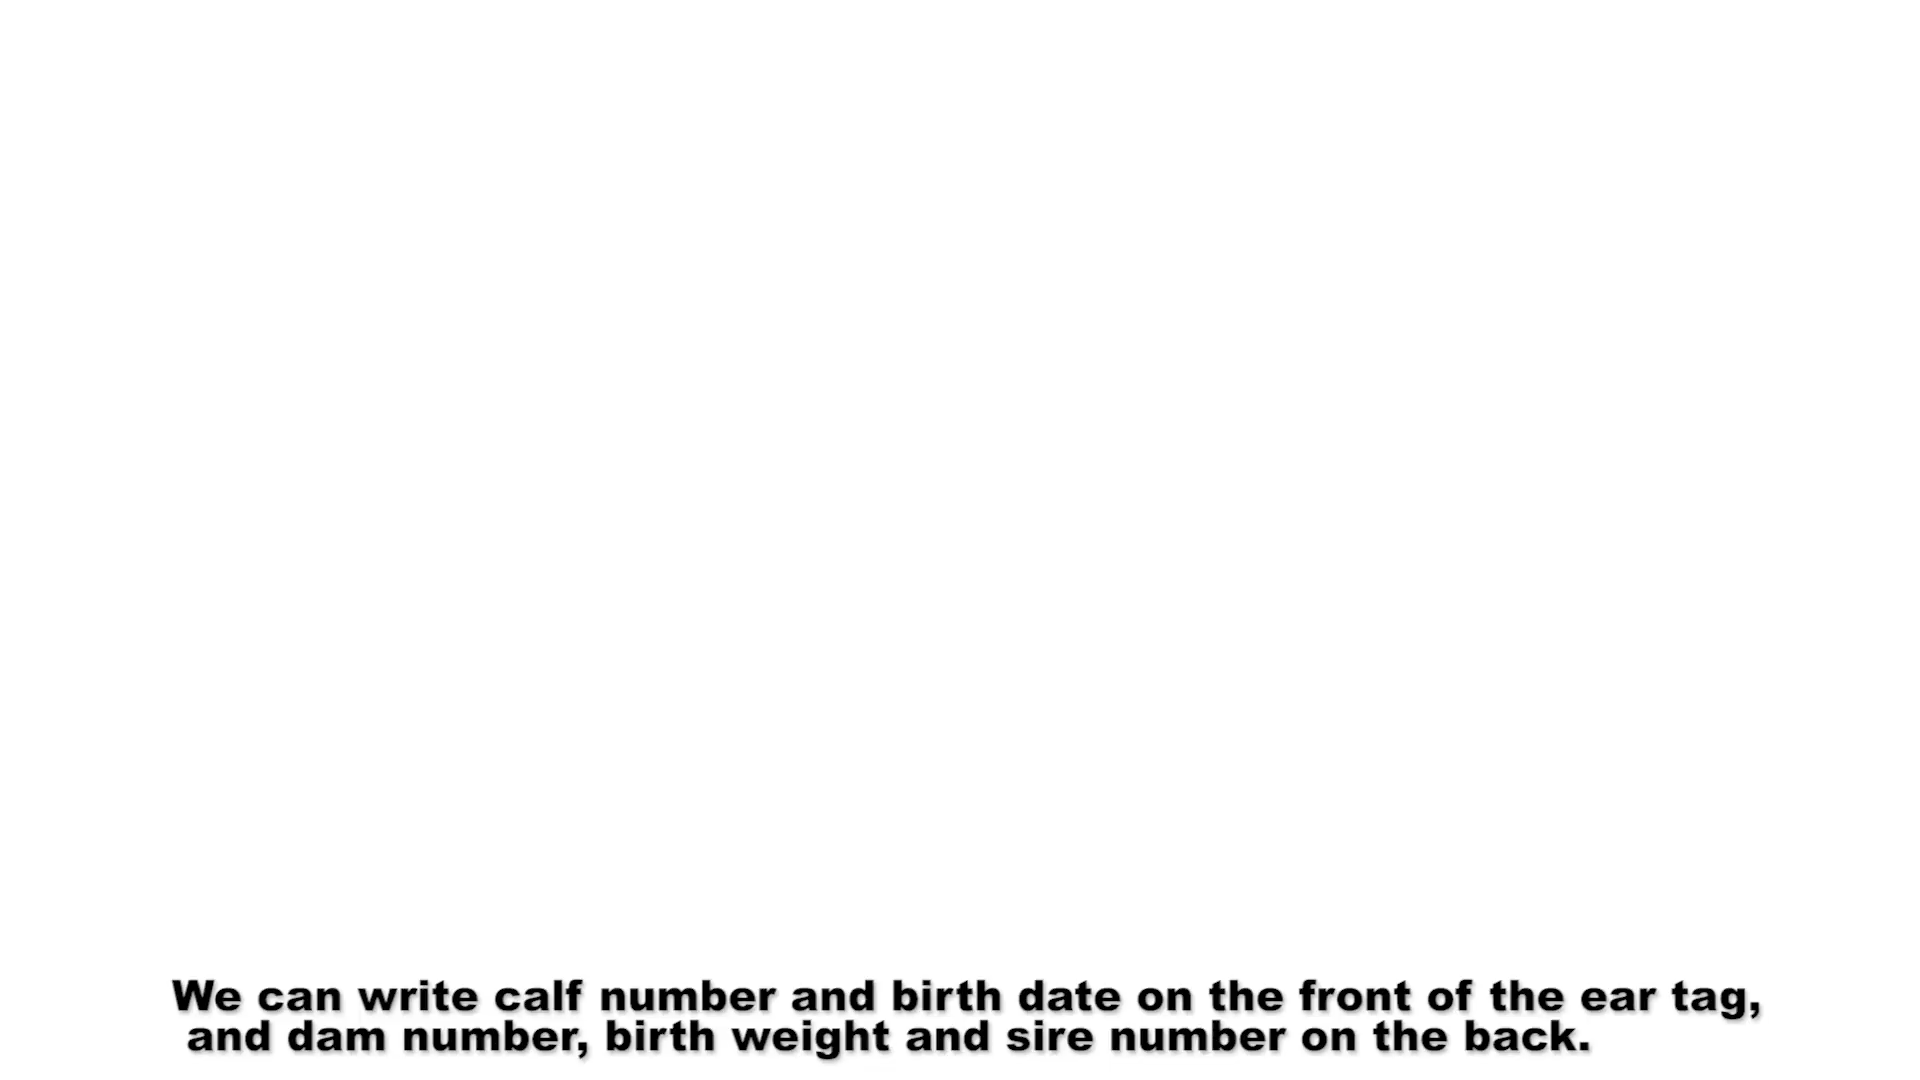 We can write calf number and birth date on the front of the ear tag,
and dam number, birth weight and sire number on the back.